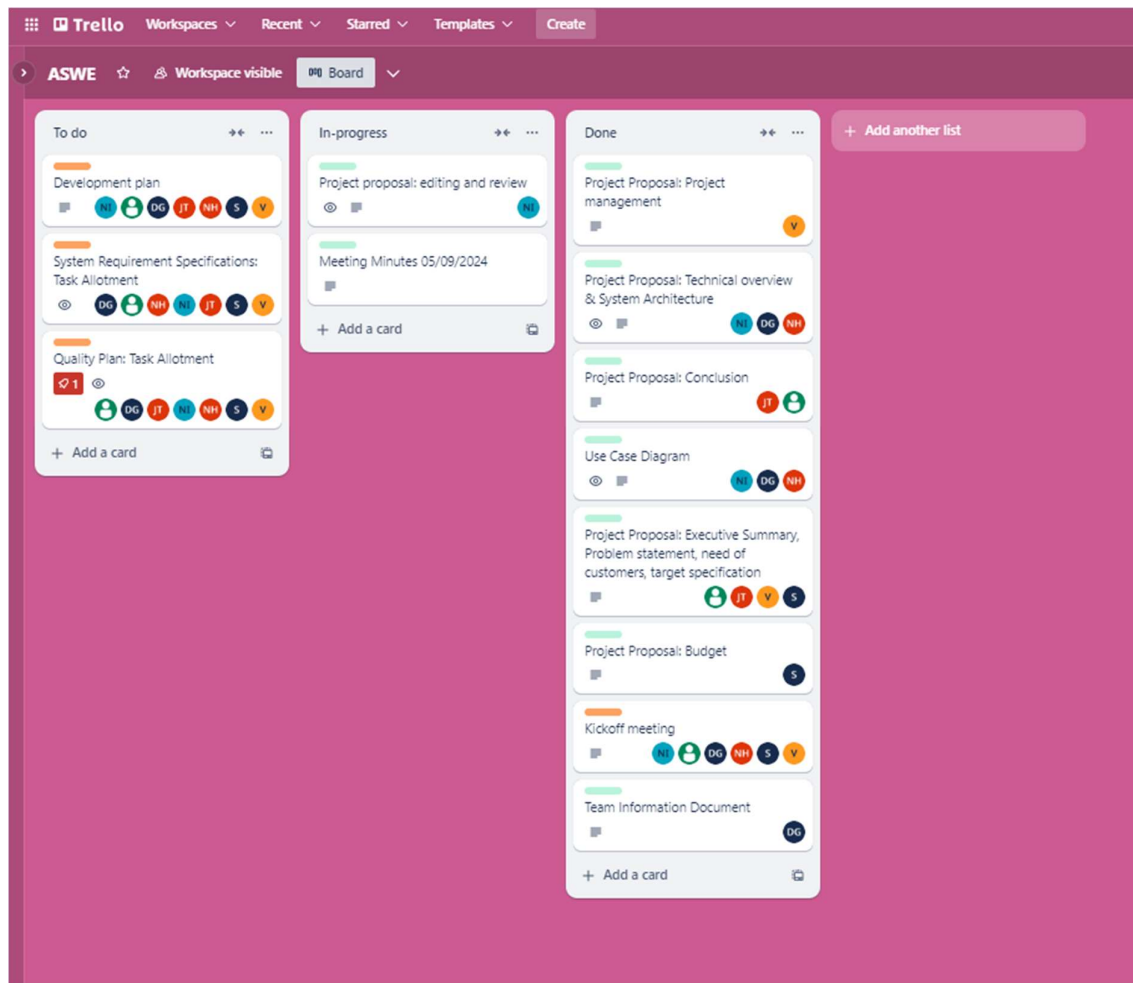 Trello Workspaces Recent Starred Templates Create
ASWE Workspace visible Board
To do
Development plan
NI DG JT NH S V
System Requirement Specifications:
Task Allotment
DG NH NI JT S V
Quality Plan: Task Allotment
1
DG JT NI NH S V
+ Add a card
In-progress
Project proposal: editing and review
NI
Meeting Minutes 05/09/2024
+ Add a card
Done
Project Proposal: Project
management
V
Project Proposal: Technical overview
& System Architecture
NI DG NH
Project Proposal: Conclusion
JT
Use Case Diagram
NI DG NH
Project Proposal: Executive Summary,
Problem statement, need of
customers, target specification
JT V S
Project Proposal: Budget
S
Kickoff meeting
NI DG NH S V
Team Information Document
DG
+ Add a card
+ Add another list